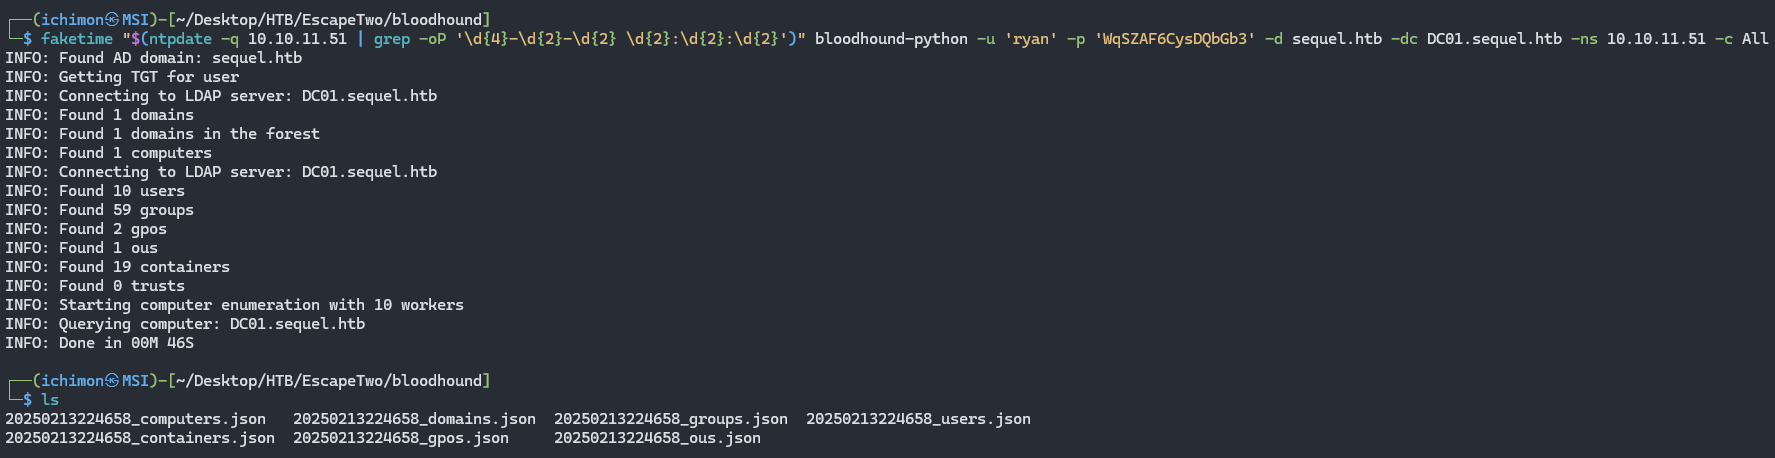 ┌──(ichimon㉿MSI)-[~/Desktop/HTB/EscapeTwo/bloodhound]
└─$ faketime "$(ntpdate -q 10.10.11.51 | grep -oP '\d{4}-\d{2}-\d{2} \d{2}:\d{2}:\d{2}')" bloodhound-python -u 'ryan' -p 'WqSZAF6CysDQbGb3' -d sequel.htb -dc DC01.sequel.htb -ns 10.10.11.51 -c All
INFO: Found AD domain: sequel.htb
INFO: Getting TGT for user
INFO: Connecting to LDAP server: DC01.sequel.htb
INFO: Found 1 domains
INFO: Found 1 domains in the forest
INFO: Found 1 computers
INFO: Connecting to LDAP server: DC01.sequel.htb
INFO: Found 10 users
INFO: Found 59 groups
INFO: Found 2 gpos
INFO: Found 1 ous
INFO: Found 19 containers
INFO: Found 0 trusts
INFO: Starting computer enumeration with 10 workers
INFO: Querying computer: DC01.sequel.htb
INFO: Done in 00M 46S
┌──(ichimon㉿MSI)-[~/Desktop/HTB/EscapeTwo/bloodhound]
└─$ ls
20250213224658_computers.json   20250213224658_domains.json  20250213224658_groups.json  20250213224658_users.json
20250213224658_containers.json  20250213224658_gpos.json     20250213224658_ous.json